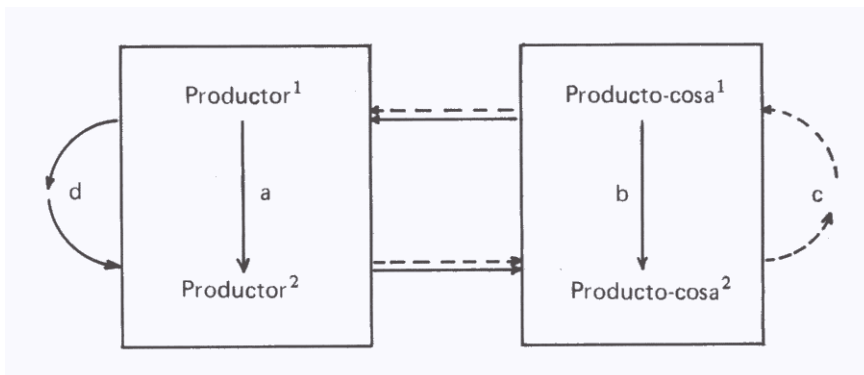 Productor¹
Producto-cosa¹
d
a
b
c
Productor²
Producto-cosa²